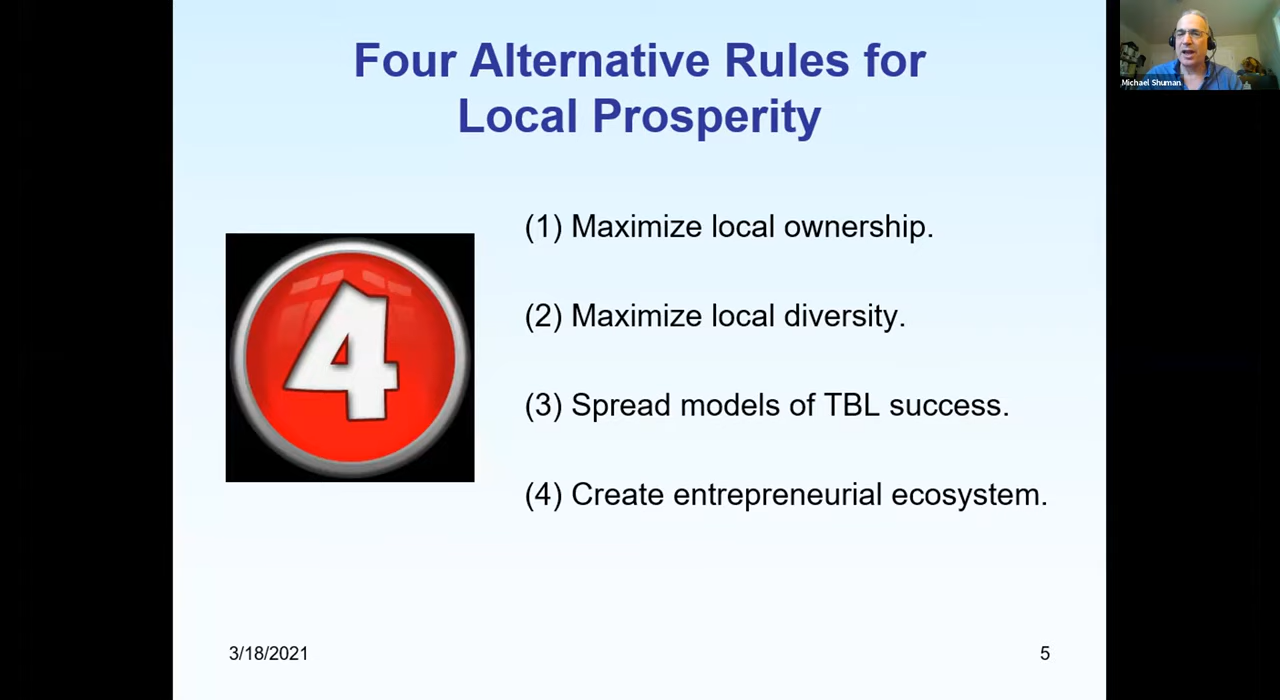 Four Alternative Rules for
Local Prosperity
4
(1) Maximize local ownership.
(2) Maximize local diversity.
(3) Spread models of TBL success.
(4) Create entrepreneurial ecosystem.
3/18/2021
5
Michael Shuman